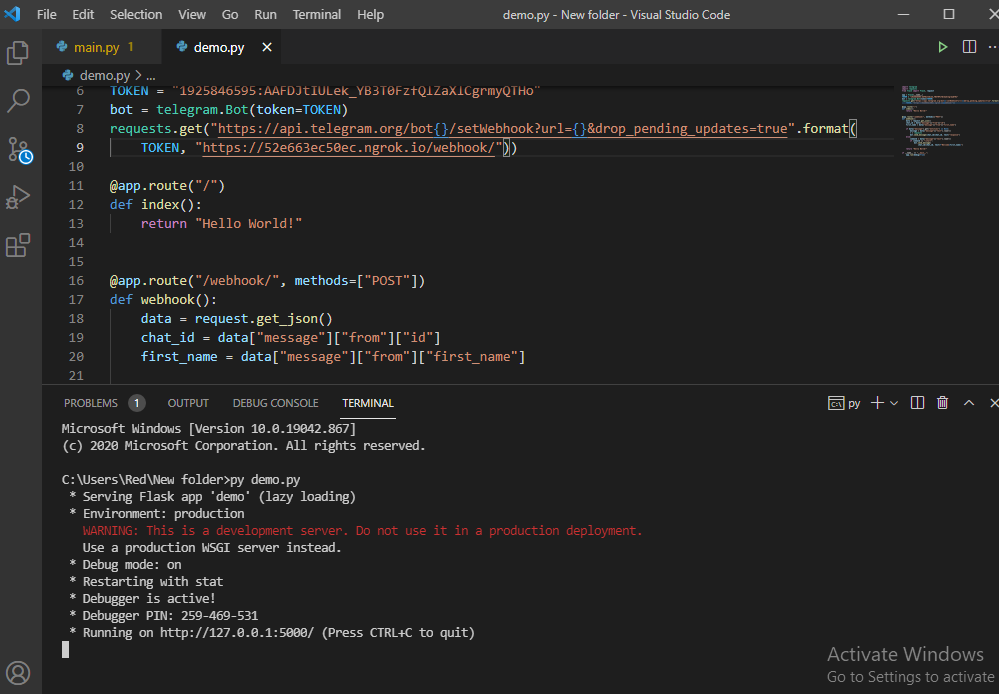 File Edit Selection View Go Run Terminal Help demo.py - New folder - Visual Studio Code
main.py 1 demo.py
demo.py > ...
6 TOKEN =
7 bot = telegram.Bot(token=TOKEN)
8 requests.get("https://api.telegram.org/bot{}/setWebhook?url={}&drop_pending_updates=true".format(
9 TOKEN, "https://52e663ec50ec.ngrok.io/webhook/"))
10
11 @app.route("/")
12 def index():
13 return "Hello World!"
14
15
16 @app.route("/webhook/", methods=["POST"])
17 def webhook():
18 data = request.get_json()
19 chat_id = data["message"]["from"]["id"]
20 first_name = data["message"]["from"]["first_name"]
21
PROBLEMS 1 OUTPUT DEBUG CONSOLE TERMINAL py
Microsoft Windows [Version 10.0.19042.867]
(c) 2020 Microsoft Corporation. All rights reserved.
C:\Users\Red\New folder>py demo.py
* Serving Flask app 'demo' (lazy loading)
* Environment: production
WARNING: This is a development server. Do not use it in a production deployment.
Use a production WSGI server instead.
* Debug mode: on
* Restarting with stat
* Debugger is active!
* Debugger PIN: 259-469-531
* Running on http://127.0.0.1:5000/ (Press CTRL+C to quit)
Activate Windows
Go to Settings to activate